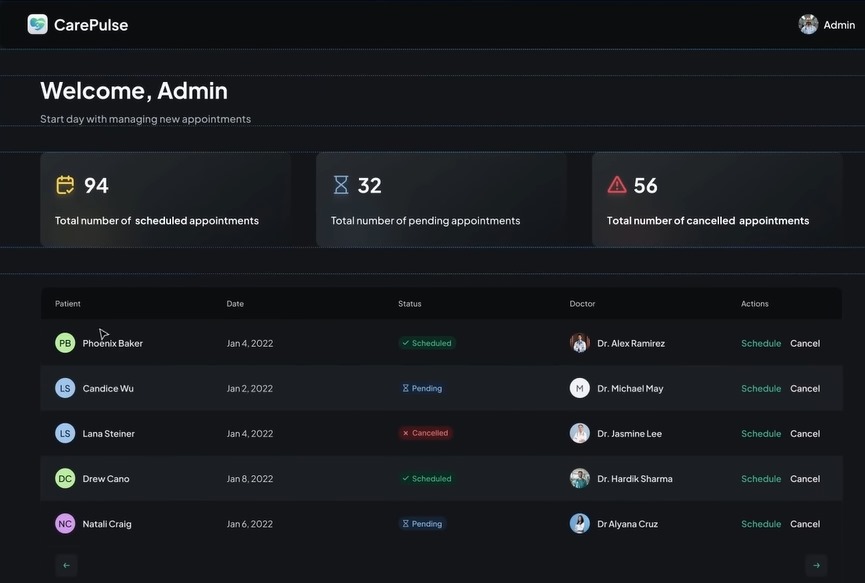 CarePulse
Admin
Welcome, Admin
Start day with managing new appointments
94
Total number of scheduled appointments
32
Total number of pending appointments
56
Total number of cancelled appointments
Patient Date Status Doctor Actions
PB Phoenix Baker Jan 4, 2022 Scheduled Dr. Alex Ramirez Schedule Cancel
LS Candice Wu Jan 2, 2022 Pending M Dr. Michael May Schedule Cancel
LS Lana Steiner Jan 4, 2022 Cancelled Dr. Jasmine Lee Schedule Cancel
DC Drew Cano Jan 8, 2022 Scheduled Dr. Hardik Sharma Schedule Cancel
NC Natali Craig Jan 6, 2022 Pending Dr Alyana Cruz Schedule Cancel